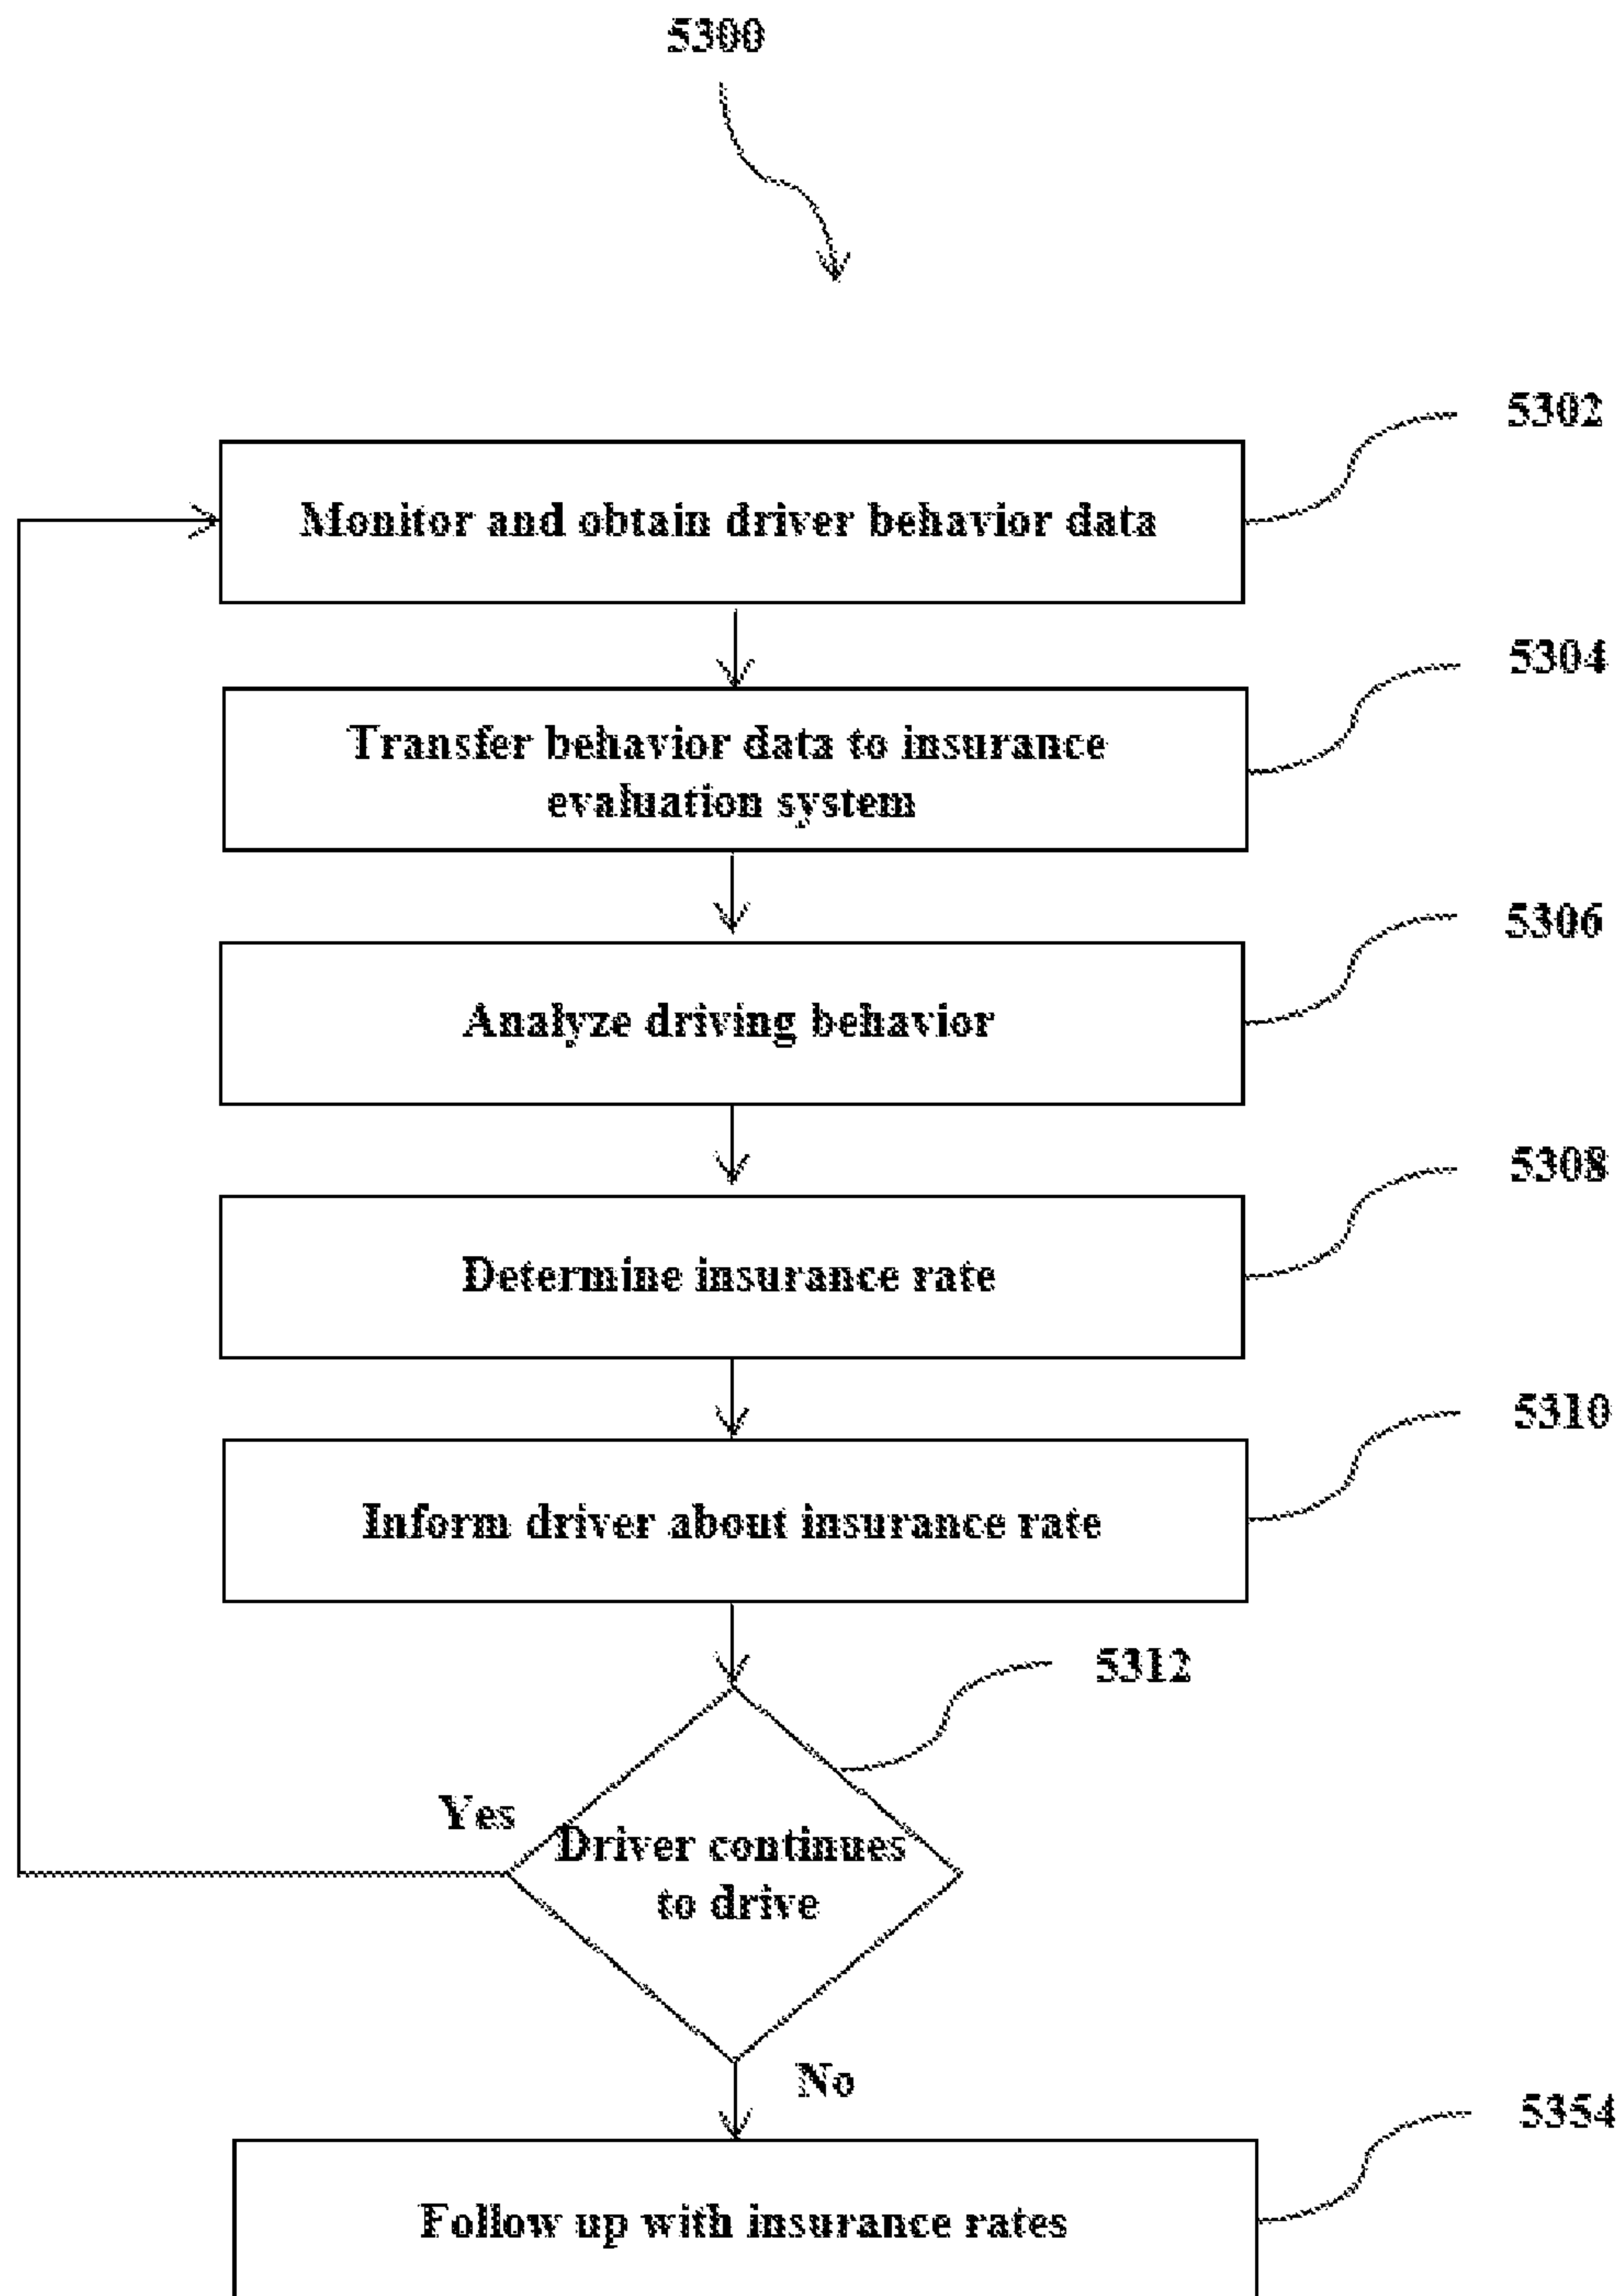 5300
5302
Monitor and obtain driver behavior data
5304
Transfer behavior data to insurance
evaluation system
5306
Analyze driving behavior
5308
Determine insurance rate
5310
Inform driver about insurance rate
5312
Yes
Driver continues
to drive
No
5354
Follow up with insurance rates